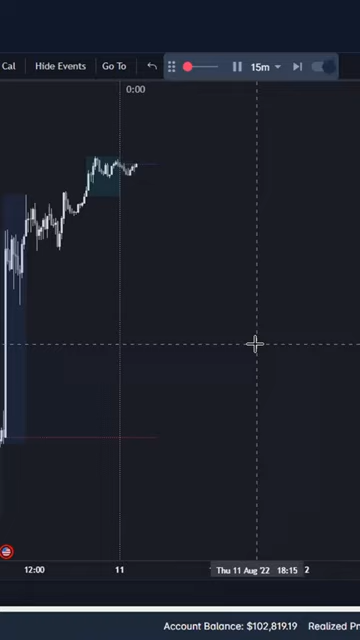 Cal Hide Events Go To 15m
0:00
12:00 11 Thu 11 Aug '22 18:15 2
Account Balance: $102,819.19 Realized Pr